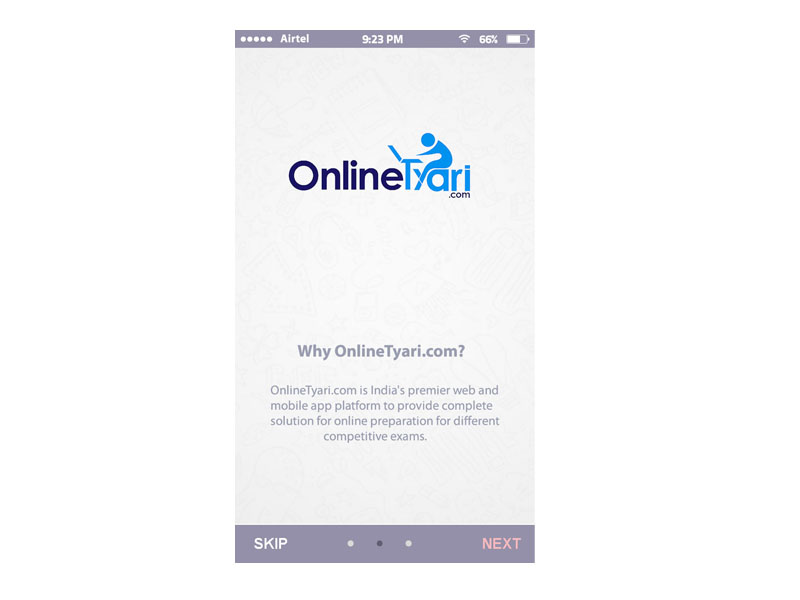 Airtel 9:23 PM 66%
OnlineTyari
.com
Why OnlineTyari.com?
OnlineTyari.com is India's premier web and
mobile app platform to provide complete
solution for online preparation for different
competitive exams.
SKIP NEXT